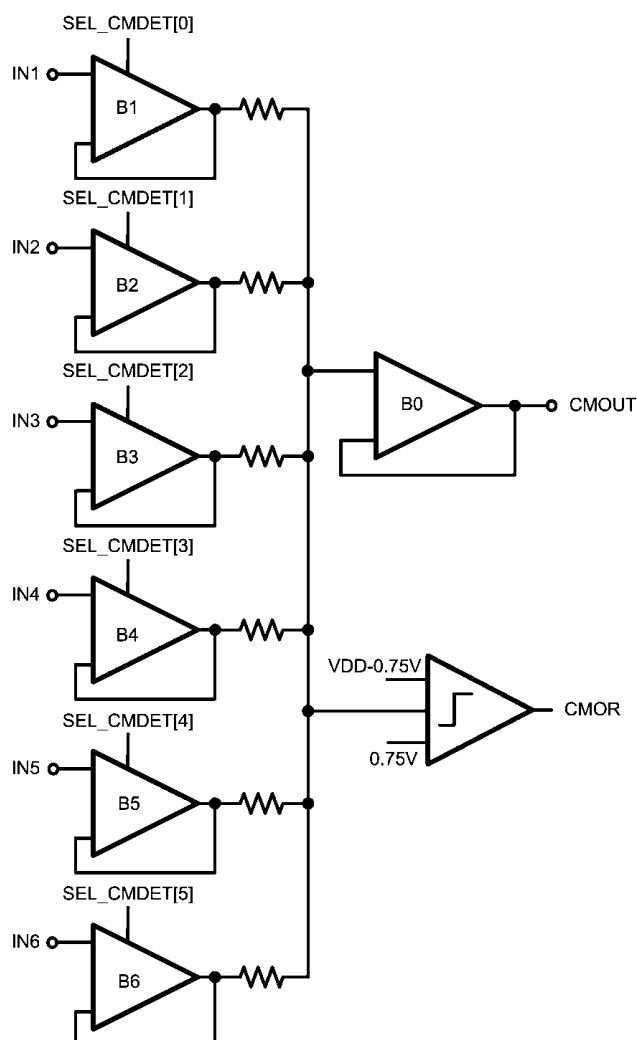 SEL_CMDET[0]
IN1
B1
SEL_CMDET[1]
IN2
B2
SEL_CMDET[2]
IN3
B3
B0
CMOUT
SEL_CMDET[3]
IN4
B4
VDD-0.75V
CMOR
0.75V
SEL_CMDET[4]
IN5
B5
SEL_CMDET[5]
IN6
B6